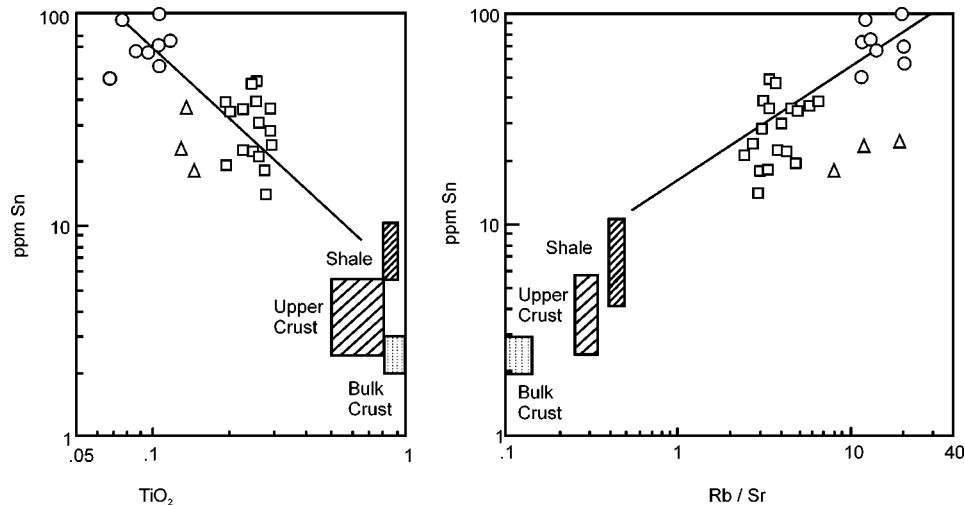 100
10
1
ppm Sn
Shale
Upper
Crust
Bulk
Crust
.05
.1
1
TiO₂
100
10
1
ppm Sn
Shale
Upper
Crust
Bulk
Crust
.1
1
10
40
Rb / Sr